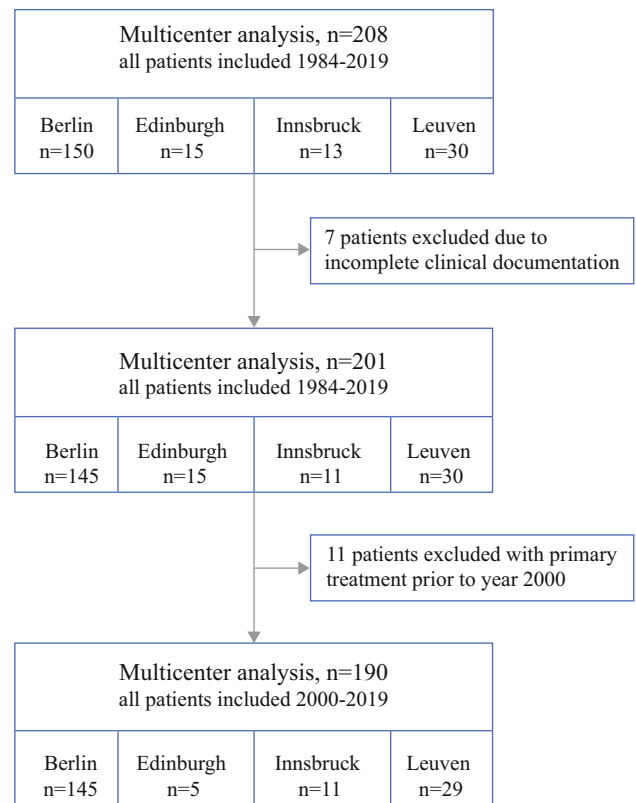 Multicenter analysis, n=208
all patients included 1984-2019
Berlin
n=150
Edinburgh
n=15
Innsbruck
n=13
Leuven
n=30
7 patients excluded due to
incomplete clinical documentation
Multicenter analysis, n=201
all patients included 1984-2019
Berlin
n=145
Edinburgh
n=15
Innsbruck
n=11
Leuven
n=30
11 patients excluded with primary
treatment prior to year 2000
Multicenter analysis, n=190
all patients included 2000-2019
Berlin
n=145
Edinburgh
n=5
Innsbruck
n=11
Leuven
n=29